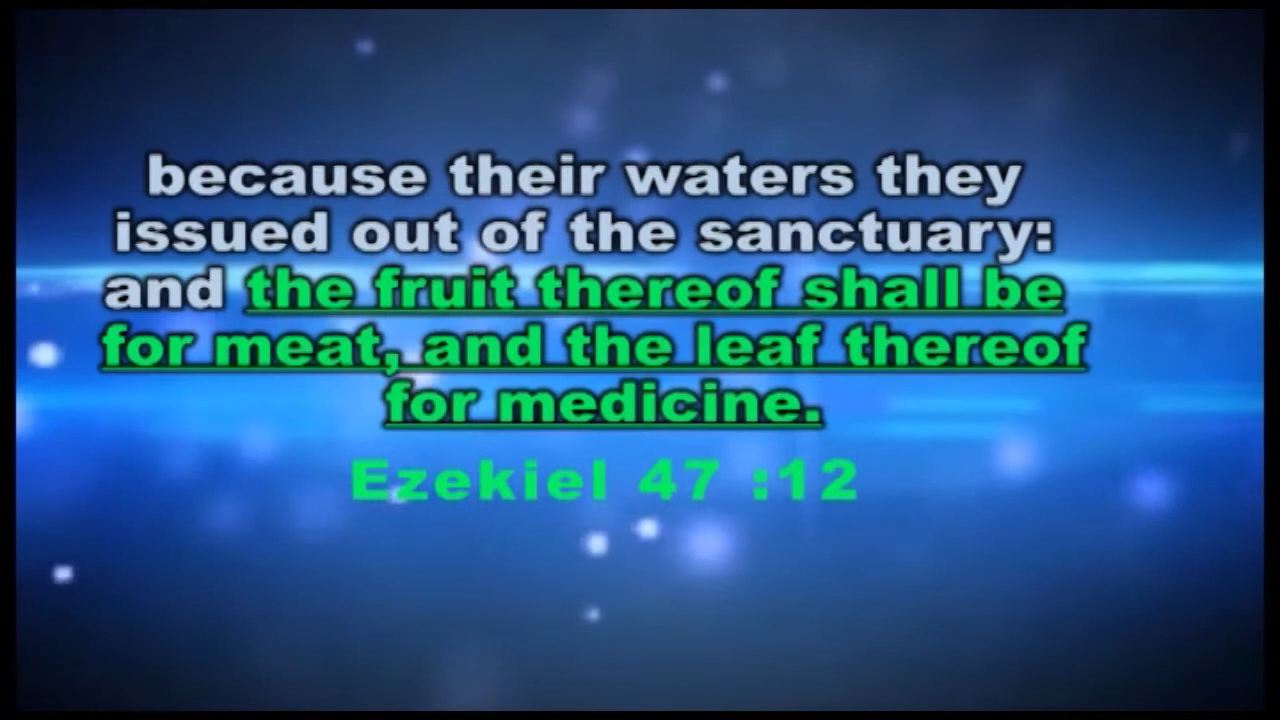 because their waters they
issued out of the sanctuary:
and the fruit thereof shall be
for meat, and the leaf thereof
for medicine.
Ezekiel 47 :12